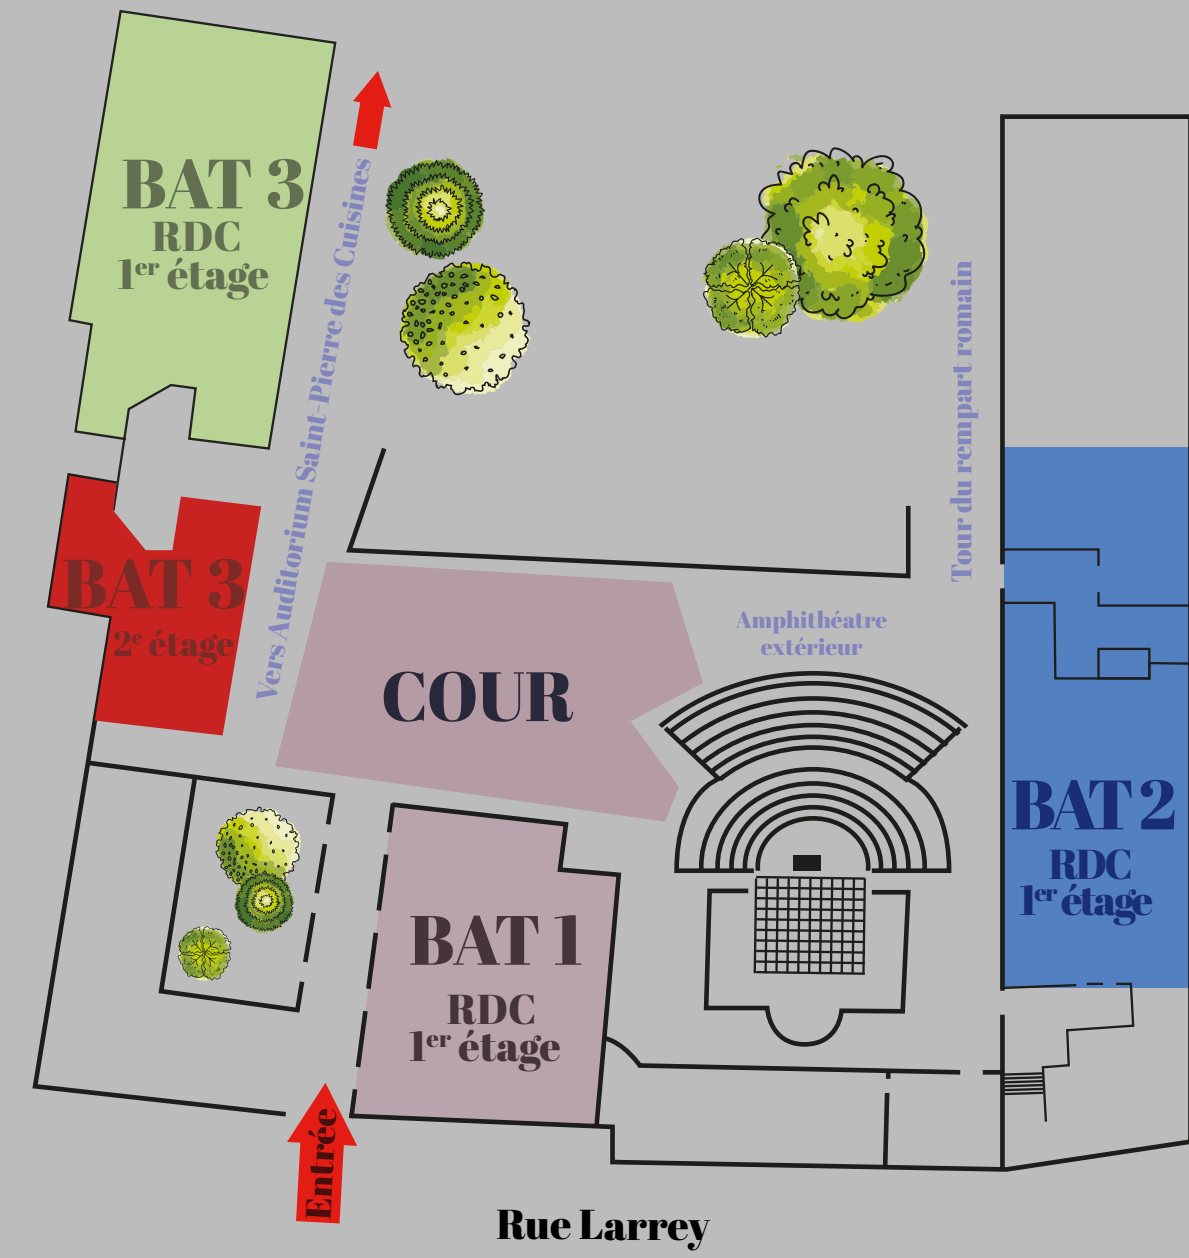 BAT 3
RDC
1er étage
Vers Auditorium Saint-Pierre des Cuisines
Tour du rempart romain
BAT 3
2e étage
Amphithéatre
extérieur
COUR
BAT 2
RDC
1er étage
BAT 1
RDC
1er étage
Entrée
Rue Larrey